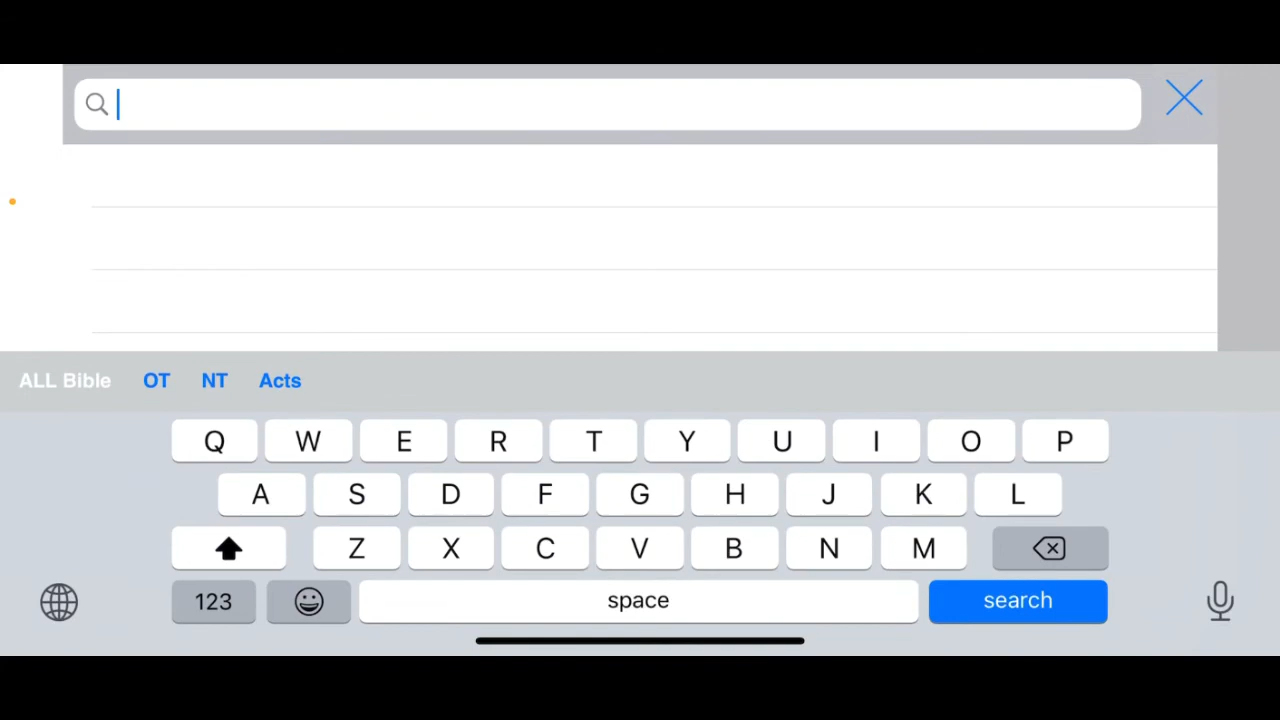 ALL Bible OT NT Acts
Q W E R T Y U I O P
A S D F G H J K L
Z X C V B N M
123 space search